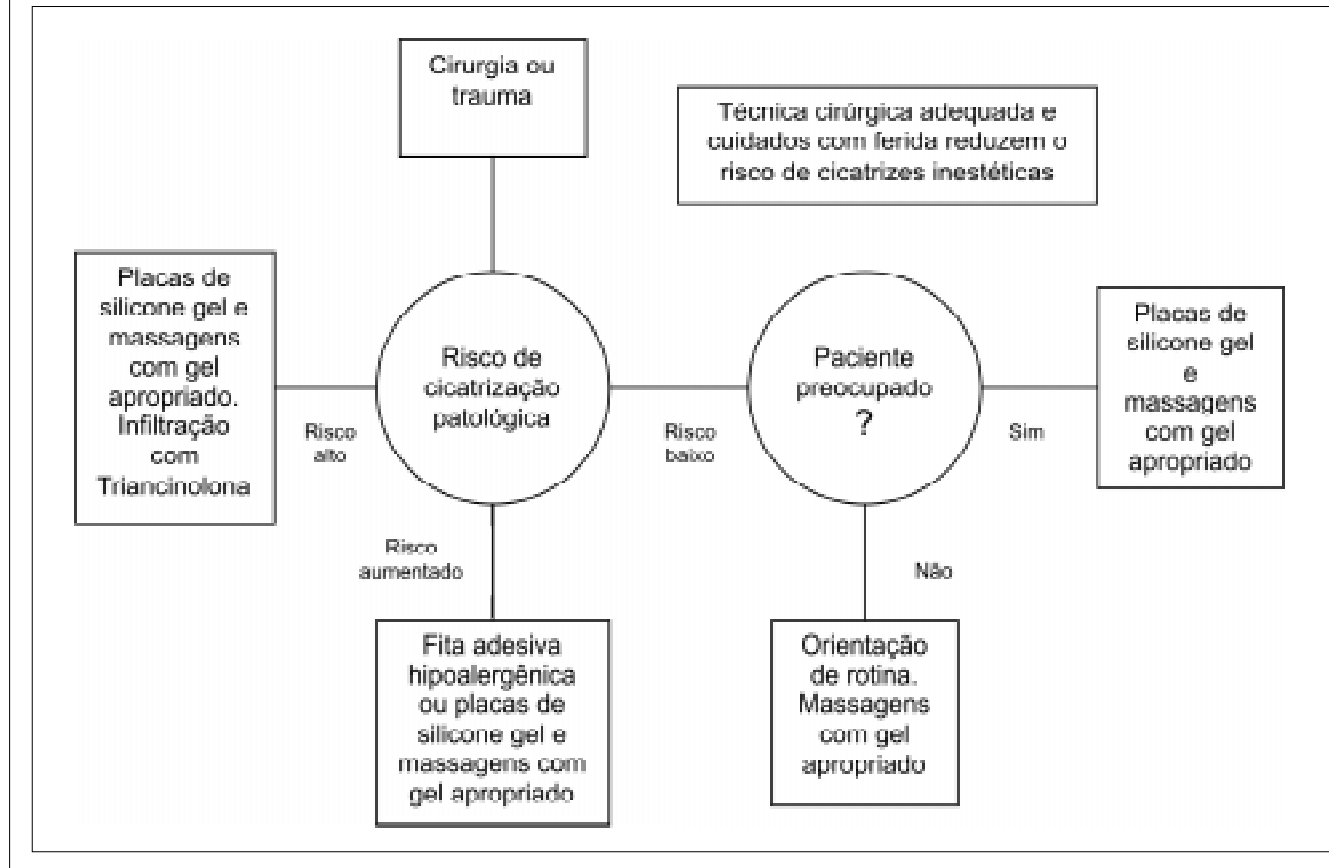 Cirurgia ou
trauma
Técnica cirúrgica adequada e
cuidados com ferida reduzem o
risco de cicatrizes inestéticas
Placas de
silicone gel e
massagens
com gel
apropriado.
Infiltração
com
Triancinolona
Risco
alto
Risco de
cicatrização
patológica
Risco
baixo
Paciente
preocupado
?
Sim
Placas de
silicone gel
e
massagens
com gel
apropriado
Risco
aumentado
Não
Fita adesiva
hipoalergênica
ou placas de
silicone gel e
massagens com
gel apropriado
Orientação
de rotina.
Massagens
com gel
apropriado